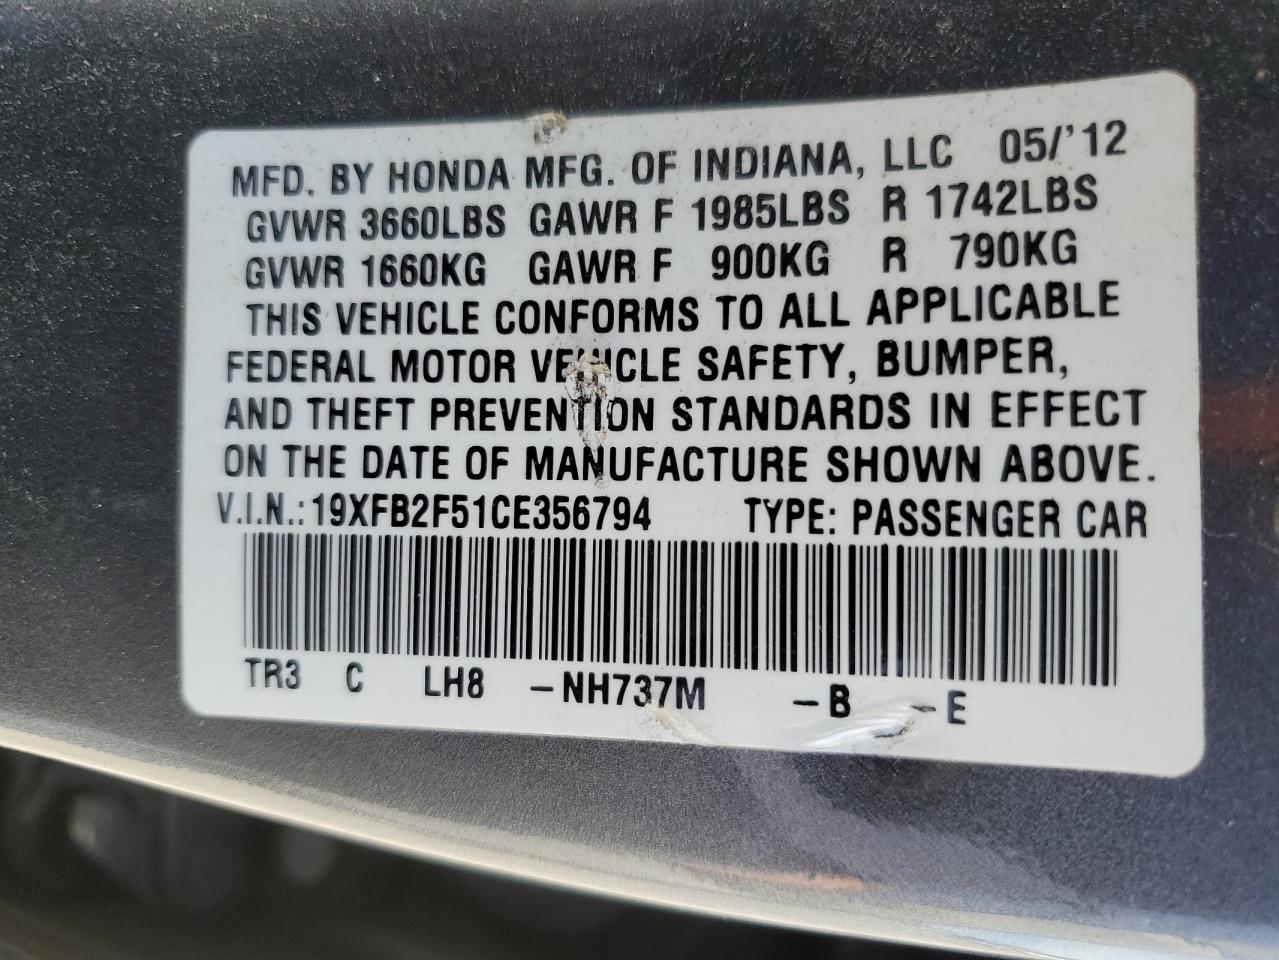 MFD. BY HONDA MFG. OF INDIANA, LLC 05/'12
GVWR 3660LBS GAWR F 1985LBS R 1742LBS
GVWR 1660KG GAWR F 900KG R 790KG
THIS VEHICLE CONFORMS TO ALL APPLICABLE
FEDERAL MOTOR VEHICLE SAFETY, BUMPER,
AND THEFT PREVENTION STANDARDS IN EFFECT
ON THE DATE OF MANUFACTURE SHOWN ABOVE.
V.I.N.: 19XFB2F51CE356794 TYPE: PASSENGER CAR
TR3 C LH8 -NH737M -B -E